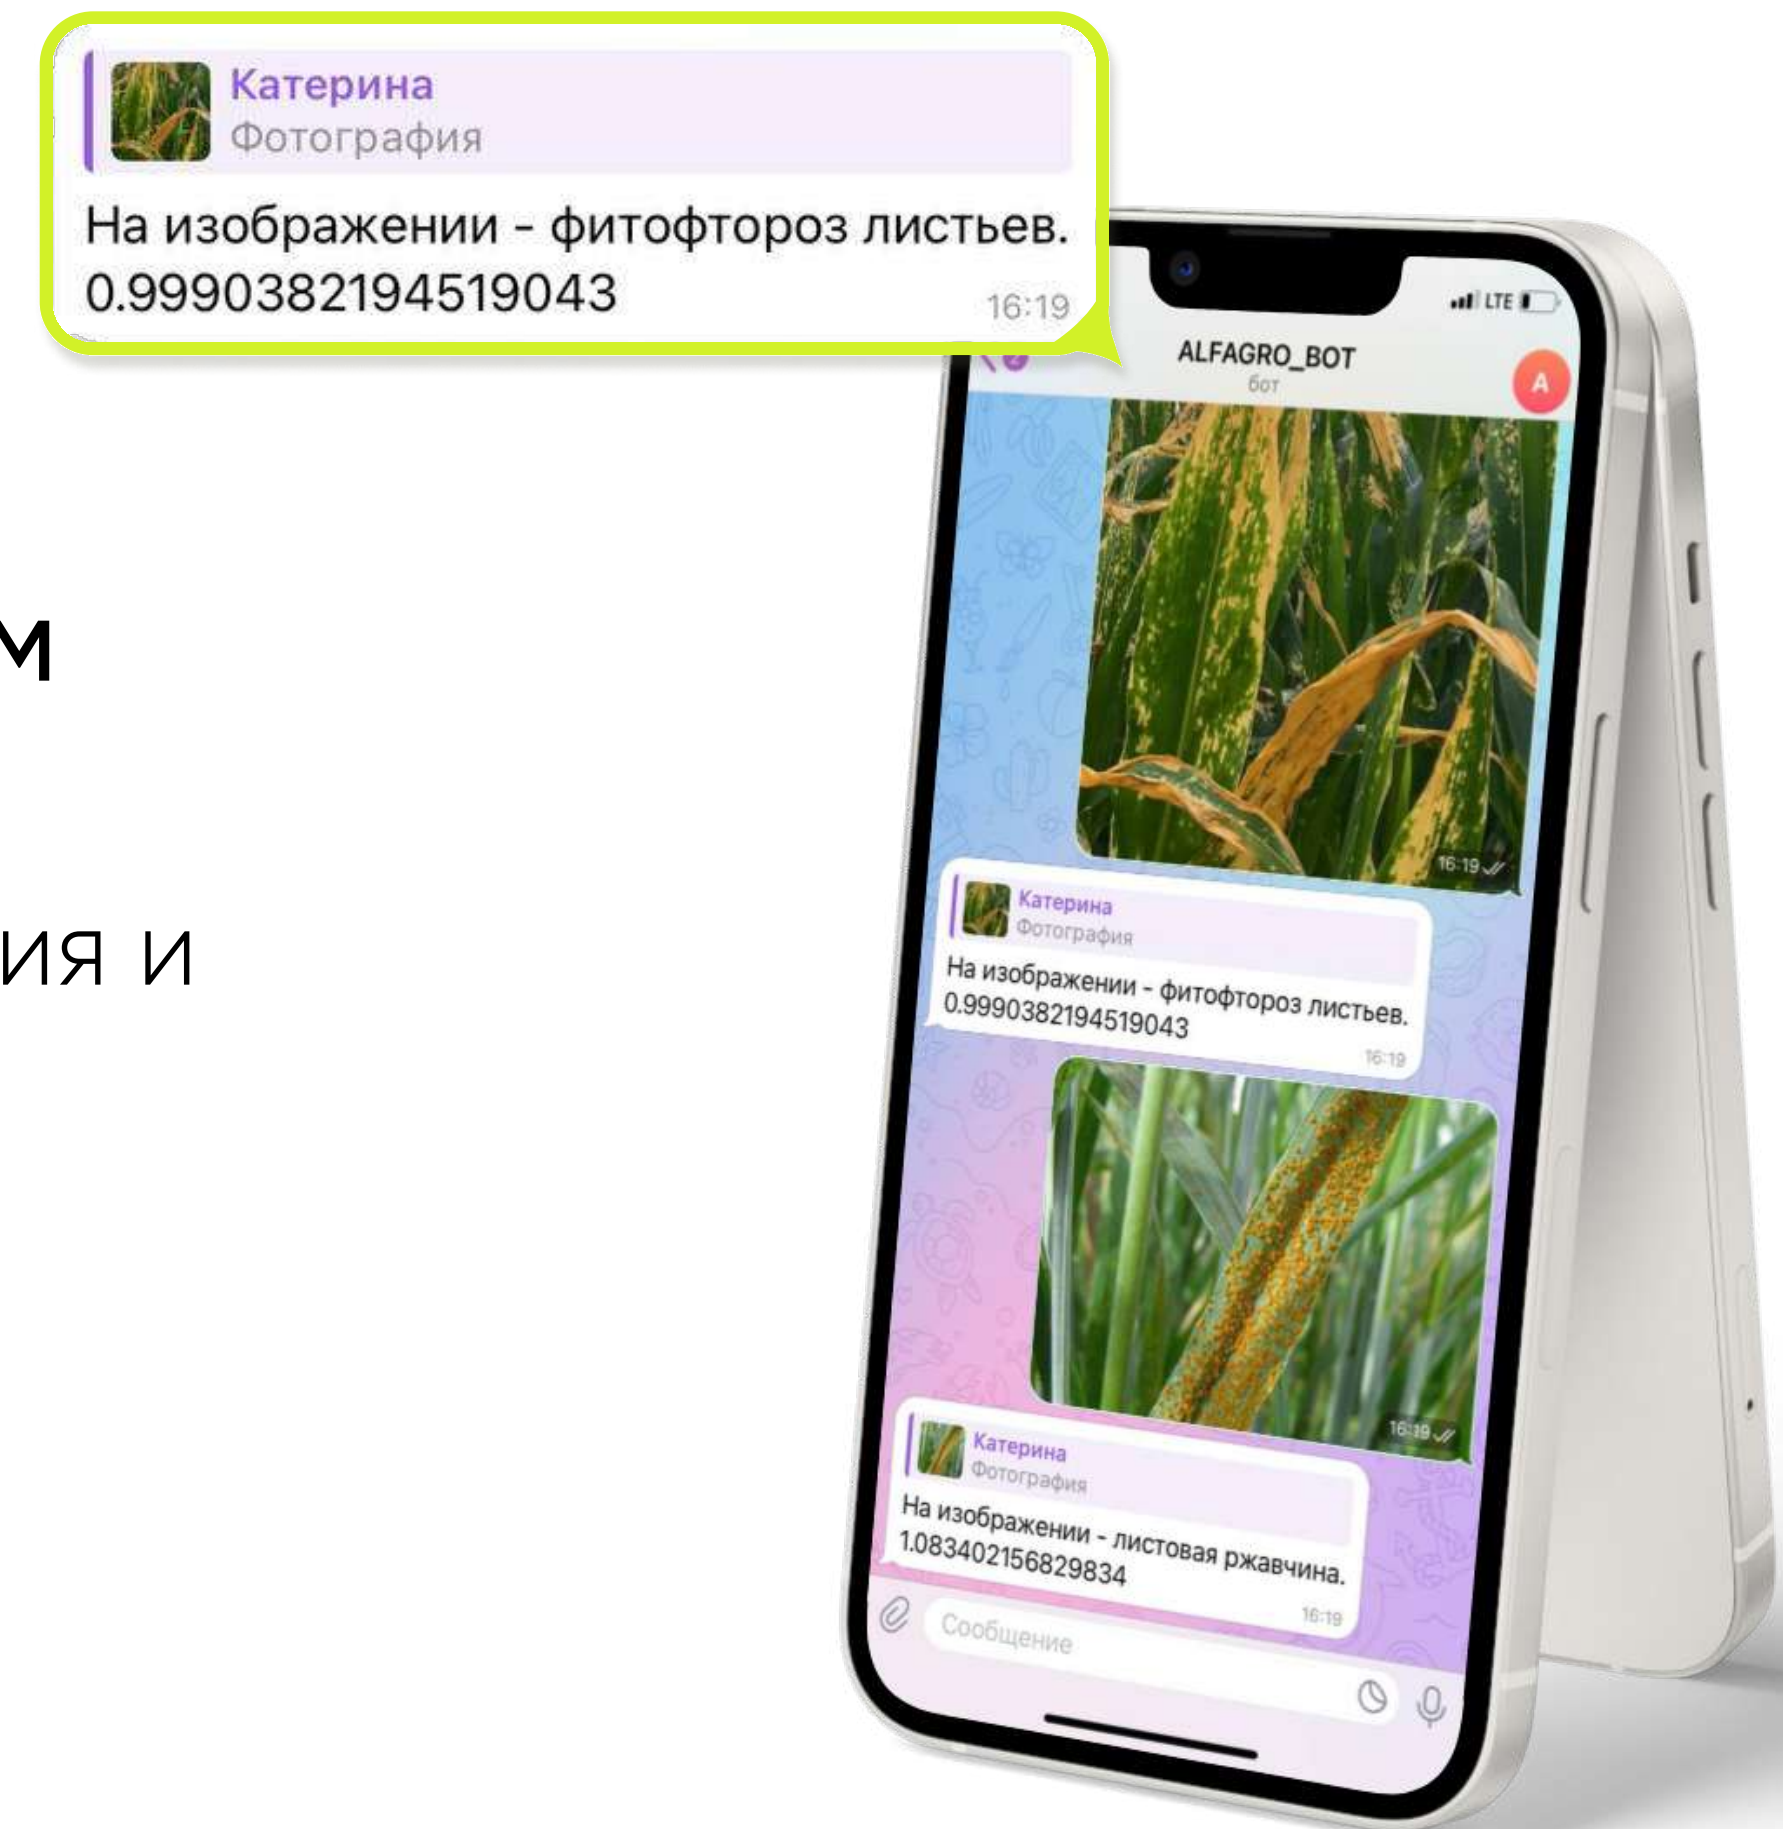 Катерина
Фотография
На изображении - фитофтороз листьев.
0.9990382194519043
16:19
м
ия и
LTE
ALFAGRO_BOT
бот
А
16:19
Катерина
Фотография
На изображении - фитофтороз листьев.
0.9990382194519043
16:19
16:19
Катерина
Фотография
На изображении - листовая ржавчина.
1.083402156829834
16:19
Сообщение